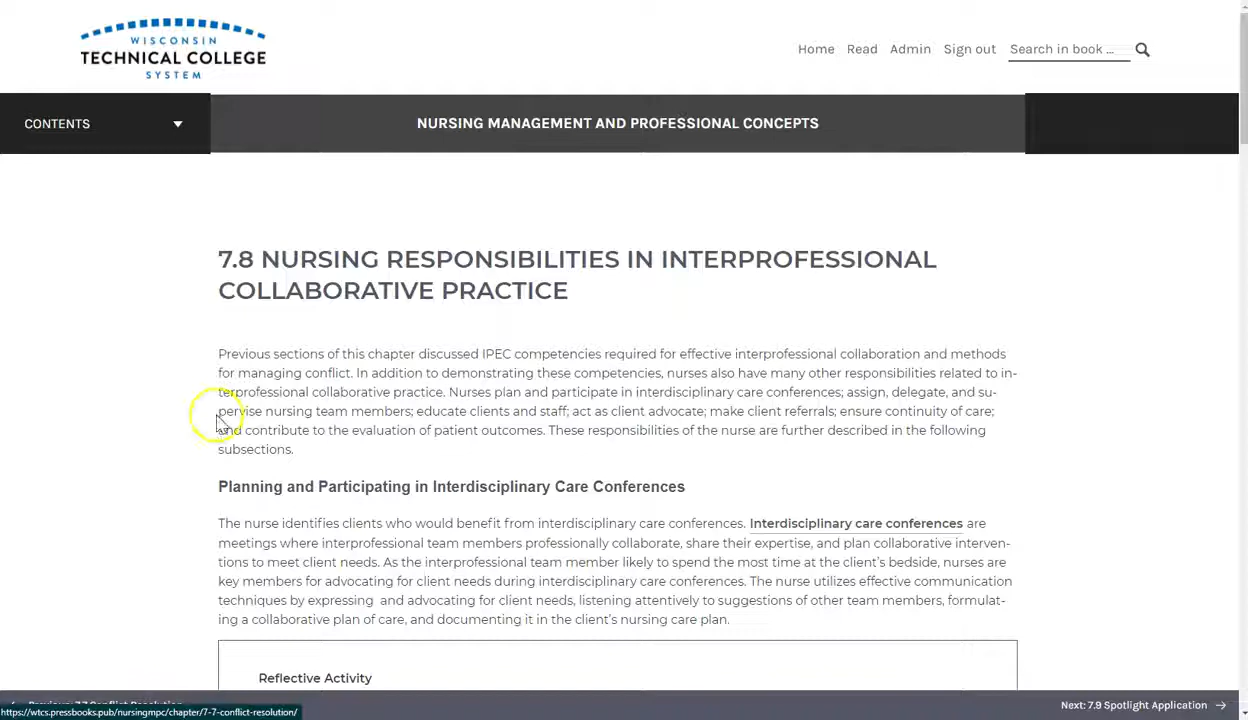 WISCONSIN
TECHNICAL COLLEGE
SYSTEM
Home Read Admin Sign out Search in book ...
CONTENTS
NURSING MANAGEMENT AND PROFESSIONAL CONCEPTS
7.8 NURSING RESPONSIBILITIES IN INTERPROFESSIONAL
COLLABORATIVE PRACTICE
Previous sections of this chapter discussed IPEC competencies required for effective interprofessional collaboration and methods
for managing conflict. In addition to demonstrating these competencies, nurses also have many other responsibilities related to in-
terprofessional collaborative practice. Nurses plan and participate in interdisciplinary care conferences; assign, delegate, and su-
pervise nursing team members; educate clients and staff; act as client advocate; make client referrals; ensure continuity of care;
and contribute to the evaluation of patient outcomes. These responsibilities of the nurse are further described in the following
subsections.
Planning and Participating in Interdisciplinary Care Conferences
The nurse identifies clients who would benefit from interdisciplinary care conferences. Interdisciplinary care conferences are
meetings where interprofessional team members professionally collaborate, share their expertise, and plan collaborative interven-
tions to meet client needs. As the interprofessional team member likely to spend the most time at the client's bedside, nurses are
key members for advocating for client needs during interdisciplinary care conferences. The nurse utilizes effective communication
techniques by expressing and advocating for client needs, listening attentively to suggestions of other team members, formulat-
ing a collaborative plan of care, and documenting it in the client's nursing care plan.
Reflective Activity
Previous: 7.7 Conflict Resolution
Next: 7.9 Spotlight Application
https://wtcs.pressbooks.pub/nursingmpc/chapter/7-7-conflict-resolution/